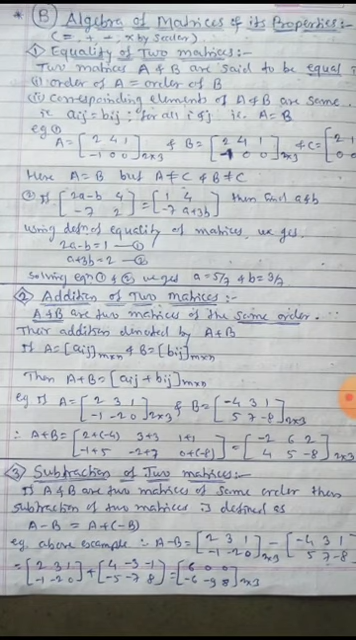 * (B) Algebra of Matrices & its Properties:-
(=, +, -, × by Scaler)
① Equality of Two matrices:-
Two matrices A & B are said to be equal
(i) order of A = order of B
(ii) corresponding elements of A & B are same.
ie aij = bij : for all i & j ie. A = B
eg ① A = [2 4 1; -1 0 0]2×3 & B = [2 4 1; -1 0 0]2×3 & C = [2 1; 0 0
Here A = B but A ≠ C & B ≠ C
② If [2a-b 4; -7 2] = [1 4; -7 a+3b] then find a & b
using defn of equality of matrices, we get
2a-b = 1 —①
a+3b = 2 —②
solving eqn ① & ② we get a = 5/7 & b = 3/7
② Addition of Two Matrices:-
A & B are two matrices of the same order.
Their addition denoted by A+B
If A = [aij]m×n & B = [bij]m×n
Then A+B = [aij + bij]m×n
eg If A = [2 3 1; -1 -2 0]2×3 & B = [-4 3 1; 5 7 -8]2×3
∴ A+B = [2+(-4) 3+3 1+1; -1+5 -2+7 0+(-8)] = [-2 6 2; 4 5 -8]2×3
③ Subtraction of Two matrices:-
If A & B are two matrices of same order then
subtraction of two matrices is defined as
A-B = A+(-B)
eg. above example ∴ A-B = [2 3 1; -1 -2 0]2×3 - [-4 3 1; 5 7 -8]
= [2 3 1; -1 -2 0] + [4 -3 -1; -5 -7 8] = [6 0 0; -6 -9 8]2×3